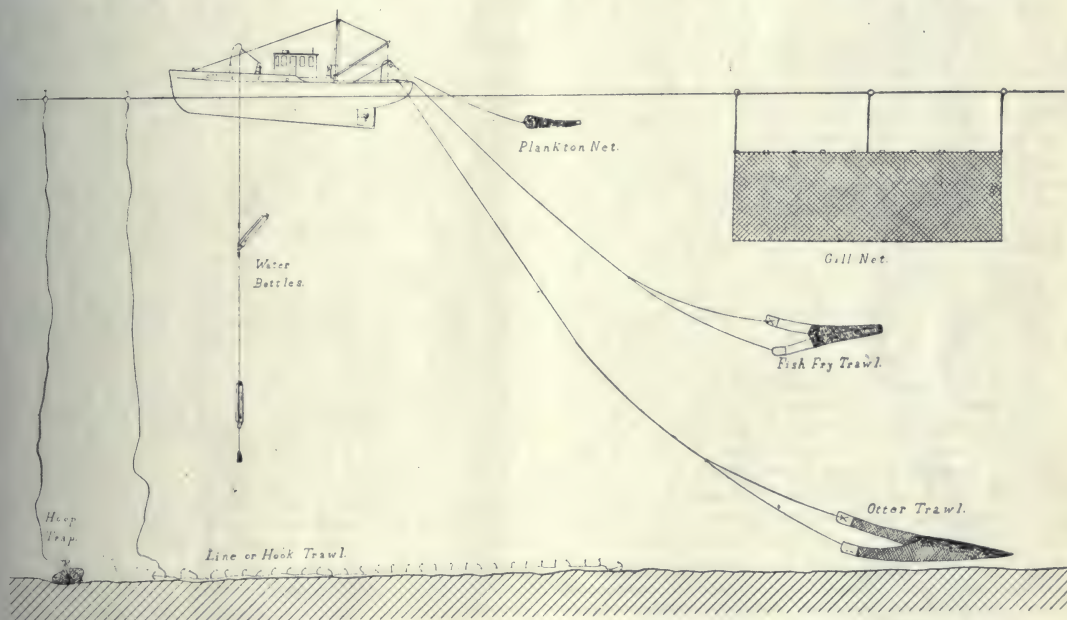 Plankton Net.
Gill Net.
Water
Bottles.
Fish Fry Trawl.
Otter Trawl.
Hoop
Trap.
Line or Hook Trawl.